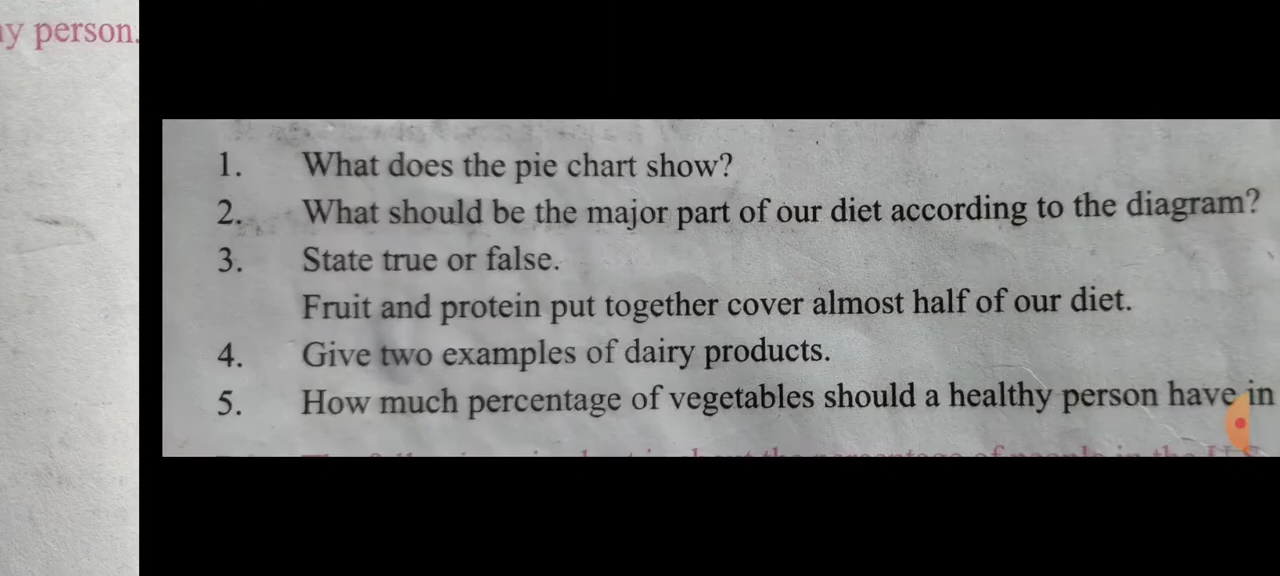 person.
1. What does the pie chart show?
2. What should be the major part of our diet according to the diagram?
3. State true or false.
Fruit and protein put together cover almost half of our diet.
4. Give two examples of dairy products.
5. How much percentage of vegetables should a healthy person have in